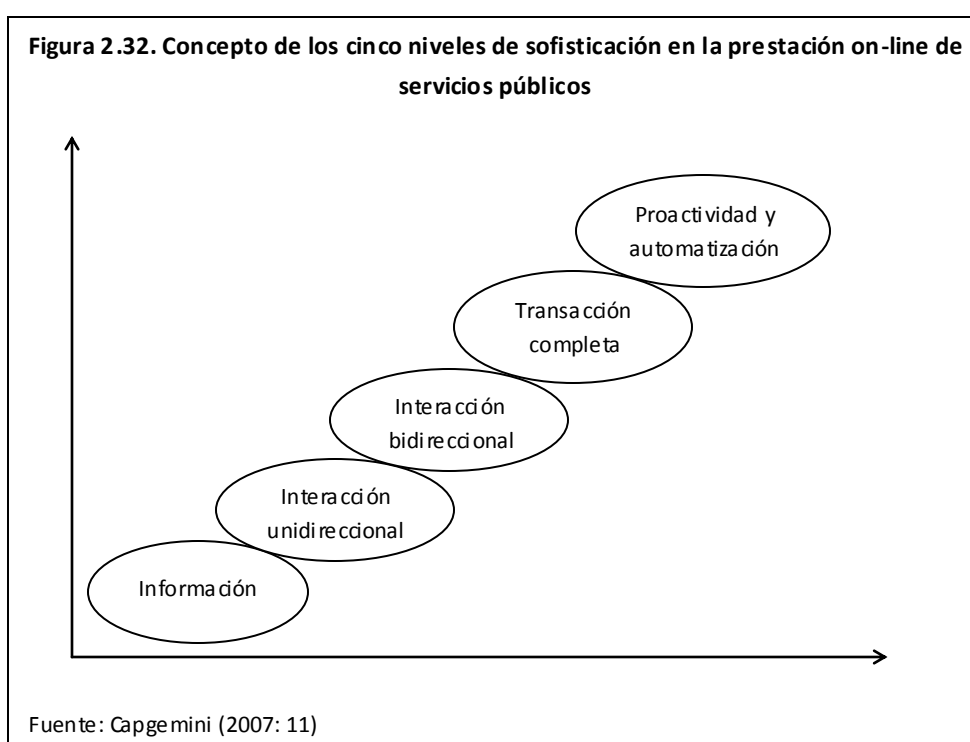 Figura 2.32. Concepto de los cinco niveles de sofisticación en la prestación on-line de
servicios públicos
Proactividad y
automatización
Transacción
completa
Interacción
bidireccional
Interacción
unidireccional
Información
Fuente: Capgemini (2007: 11)